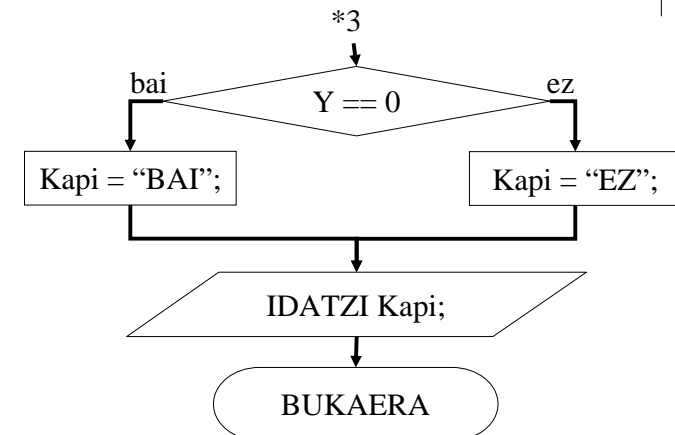 *3
bai
ez
Y == 0
Kapi = “BAI”;
Kapi = “EZ”;
IDATZI Kapi;
BUKAERA